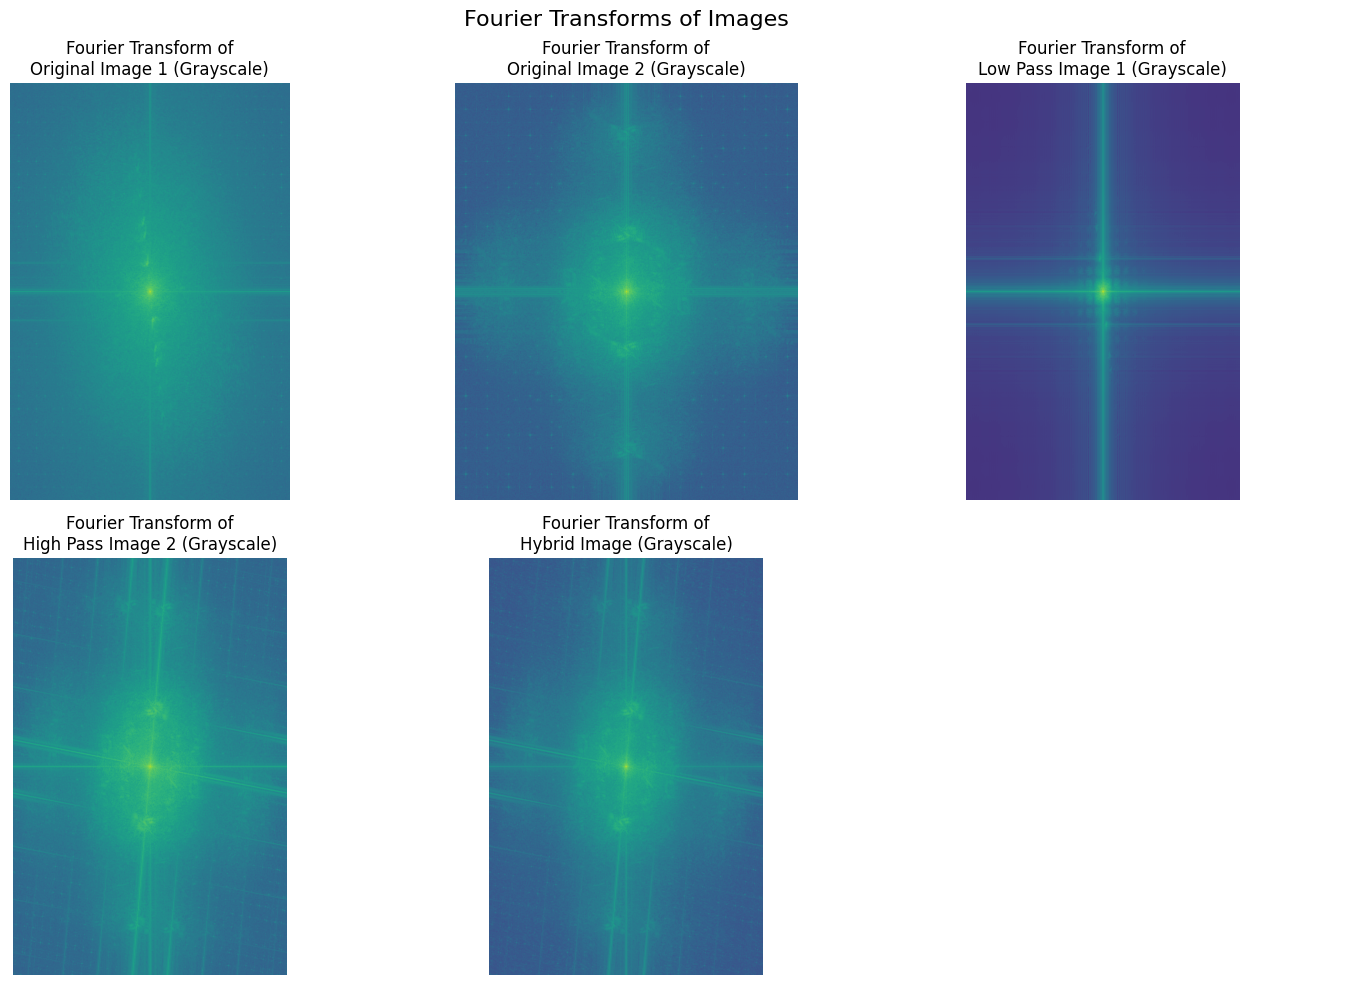 Fourier Transforms of Images
Fourier Transform of
Original Image 1 (Grayscale)
Fourier Transform of
Original Image 2 (Grayscale)
Fourier Transform of
Low Pass Image 1 (Grayscale)
Fourier Transform of
High Pass Image 2 (Grayscale)
Fourier Transform of
Hybrid Image (Grayscale)